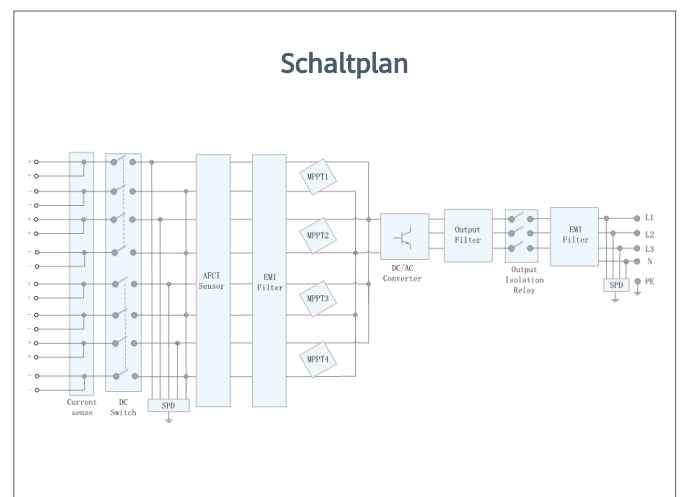 Schaltplan
+
+
-
-
+
+
-
-
+
+
-
-
+
+
-
-
Current
sense
DC
Switch
SPD
AFCI
Sensor
EMI
Filter
MPPT1
MPPT2
MPPT3
MPPT4
DC/AC
Converter
Output
Filter
Output
Isolation
Relay
EMI
Filter
SPD
L1
L2
L3
N
PE